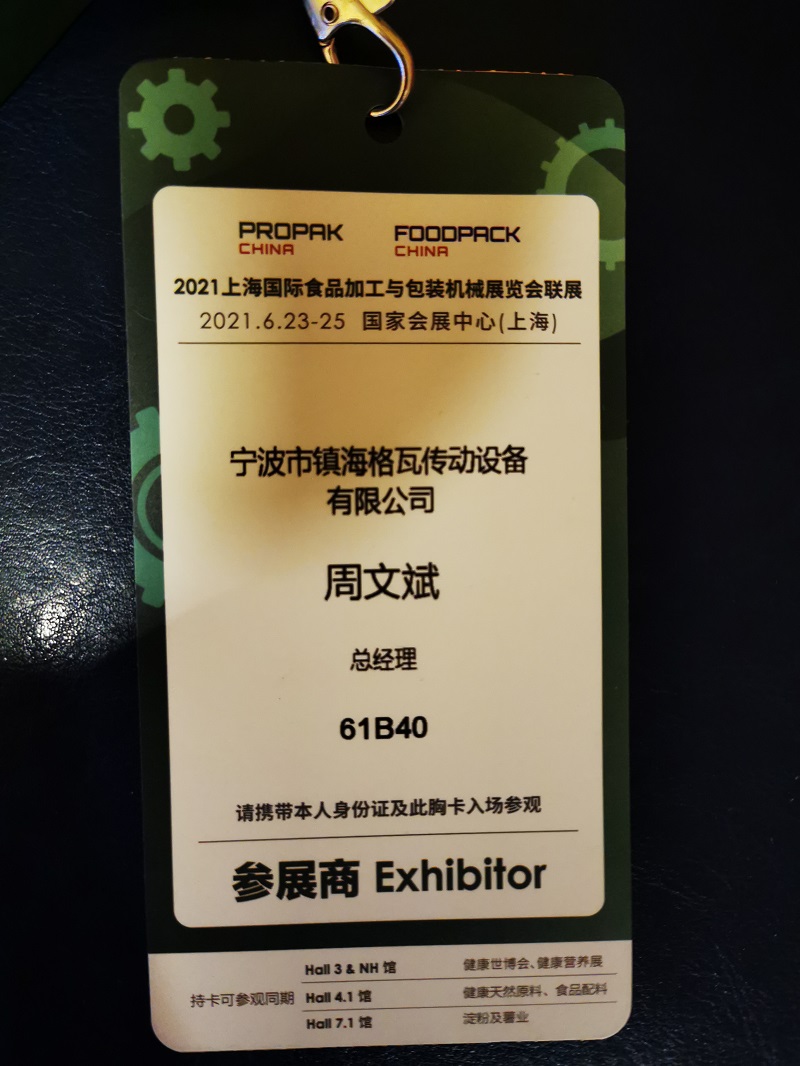 PROPAK FOODPACK
CHINA CHINA
2021上海国际食品加工与包装机械展览会联展
2021.6.23-25 国家会展中心(上海)
宁波市镇海格瓦传动设备
有限公司
周文斌
总经理
61B40
请携带本人身份证及此胸卡入场参观
参展商 Exhibitor
持卡可参观同期
Hall 3 & NH 馆 健康世博会、健康营养展
Hall 4.1 馆 健康天然原料、食品配料
Hall 7.1 馆 淀粉及薯业